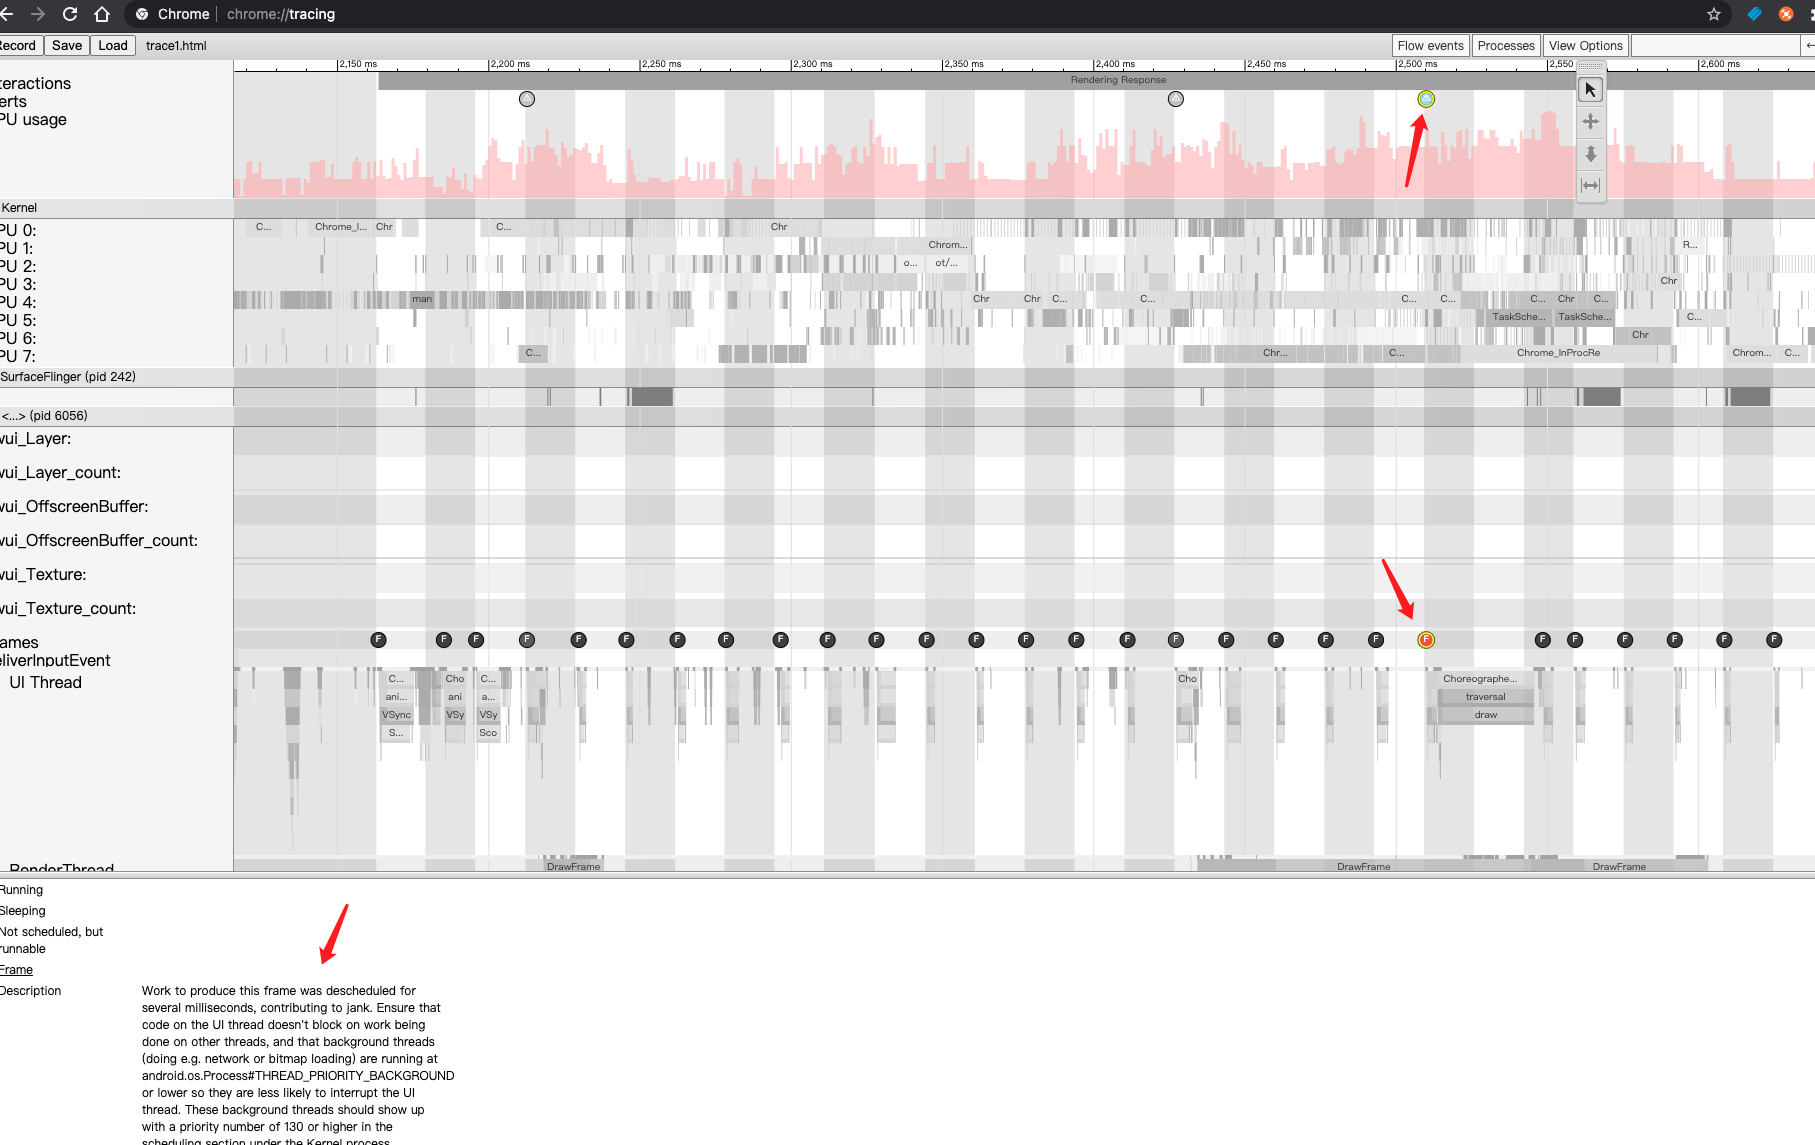 Chrome chrome://tracing
Record Save Load trace1.html Flow events Processes View Options
2,150 ms 2,200 ms 2,250 ms 2,300 ms 2,350 ms 2,400 ms 2,450 ms 2,500 ms 2,550 2,600 ms
teractions Rendering Response
erts
PU usage
Kernel
PU 0: C... Chrome_I... Chr C... Chr
PU 1: Chrom... R...
PU 2: o... ot/...
PU 3: Chr
PU 4: man Chr Chr C... C... C... C... C... Chr C...
PU 5: TaskSche... TaskSche... C...
PU 6: Chr
PU 7: C... Chr... C... Chrome_InProcRe Chrom... C...
SurfaceFlinger (pid 242)
<...> (pid 6056)
wui_Layer:
wui_Layer_count:
wui_OffscreenBuffer:
wui_OffscreenBuffer_count:
wui_Texture:
wui_Texture_count:
ames F F F F F F F F F F F F F F F F F F F F F F F F F F F F
eliverInputEvent
UI Thread C... Cho C... Cho Choreographe...
ani... ani a... traversal
VSync VSy VSy draw
S... Sco
RenderThread DrawFrame DrawFrame DrawFrame
Running
Sleeping
Not scheduled, but
runnable
Frame
Description Work to produce this frame was descheduled for
several milliseconds, contributing to jank. Ensure that
code on the UI thread doesn't block on work being
done on other threads, and that background threads
(doing e.g. network or bitmap loading) are running at
android.os.Process#THREAD_PRIORITY_BACKGROUND
or lower so they are less likely to interrupt the UI
thread. These background threads should show up
with a priority number of 130 or higher in the
scheduling section under the Kernel process.